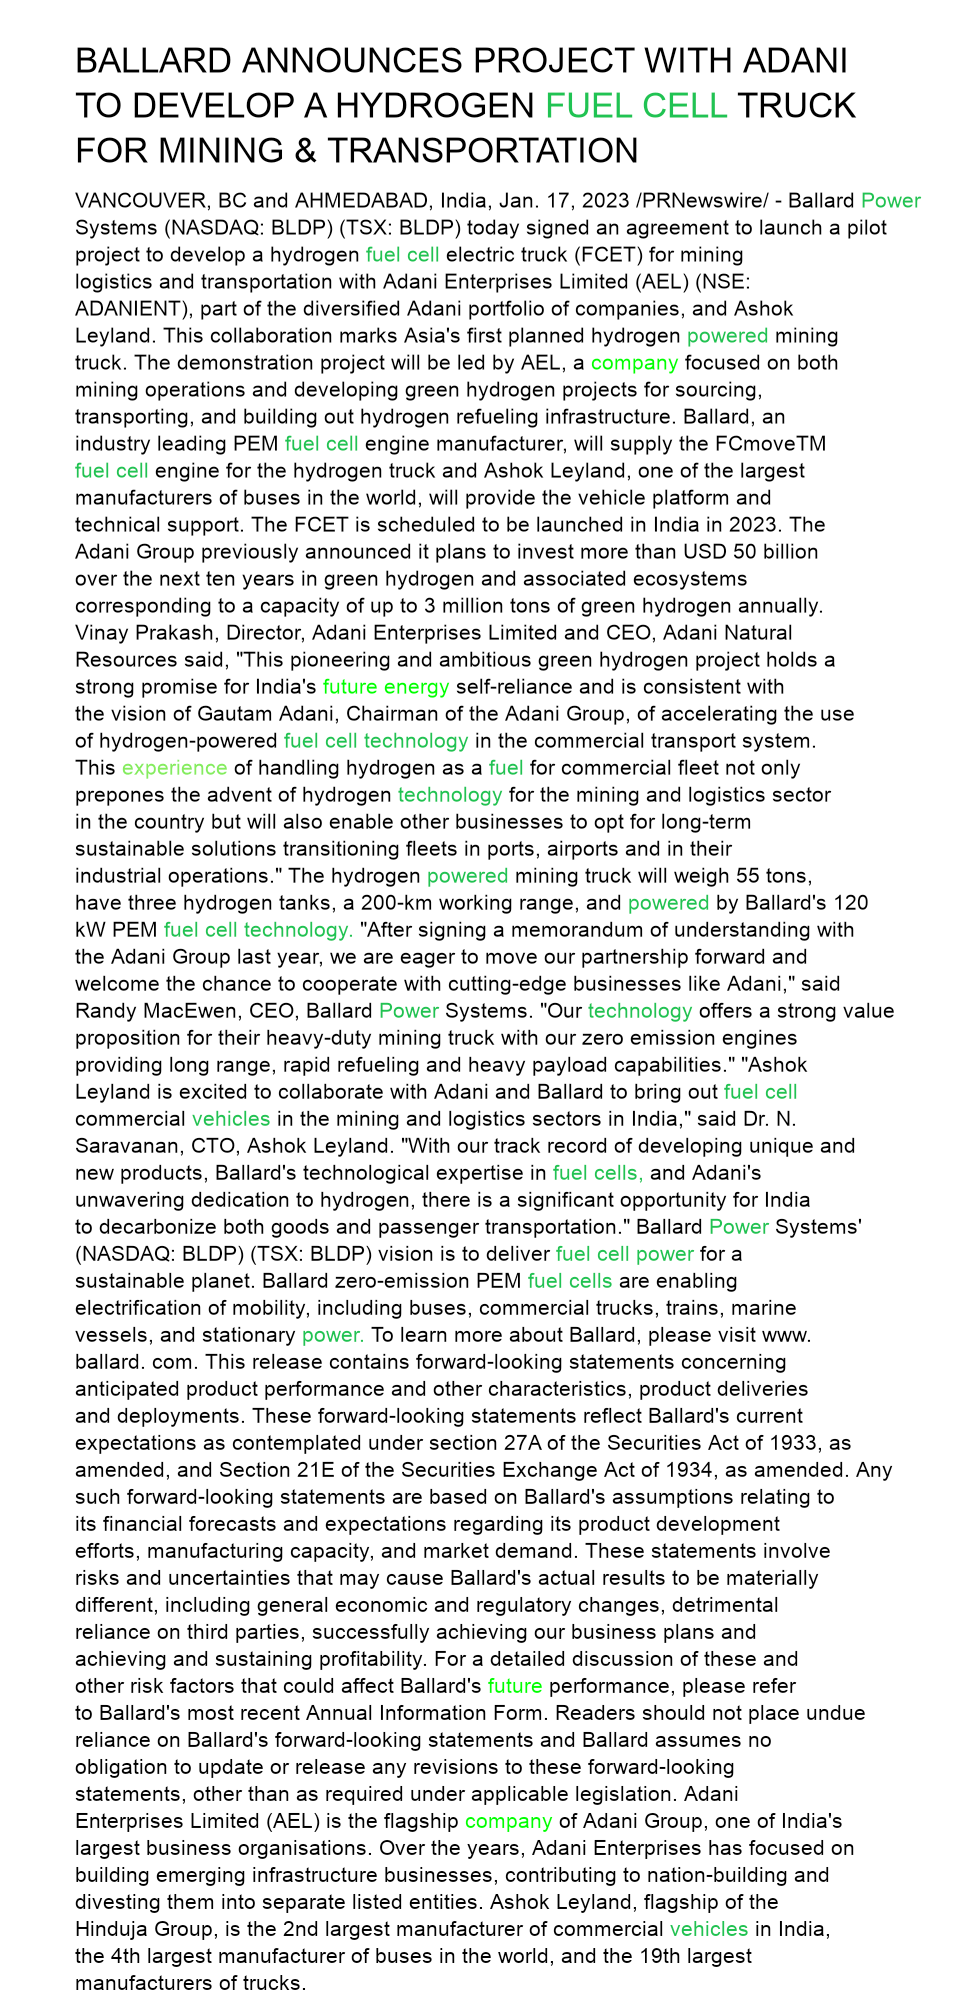 BALLARD ANNOUNCES PROJECT WITH ADANI
TO DEVELOP A HYDROGEN FUEL CELL TRUCK
FOR MINING & TRANSPORTATION
VANCOUVER, BC and AHMEDABAD, India, Jan. 17, 2023 /PRNewswire/ - Ballard Power
Systems (NASDAQ: BLDP) (TSX: BLDP) today signed an agreement to launch a pilot
project to develop a hydrogen fuel cell electric truck (FCET) for mining
logistics and transportation with Adani Enterprises Limited (AEL) (NSE:
ADANIENT), part of the diversified Adani portfolio of companies, and Ashok
Leyland. This collaboration marks Asia's first planned hydrogen powered mining
truck. The demonstration project will be led by AEL, a company focused on both
mining operations and developing green hydrogen projects for sourcing,
transporting, and building out hydrogen refueling infrastructure. Ballard, an
industry leading PEM fuel cell engine manufacturer, will supply the FCmoveTM
fuel cell engine for the hydrogen truck and Ashok Leyland, one of the largest
manufacturers of buses in the world, will provide the vehicle platform and
technical support. The FCET is scheduled to be launched in India in 2023. The
Adani Group previously announced it plans to invest more than USD 50 billion
over the next ten years in green hydrogen and associated ecosystems
corresponding to a capacity of up to 3 million tons of green hydrogen annually.
Vinay Prakash, Director, Adani Enterprises Limited and CEO, Adani Natural
Resources said, "This pioneering and ambitious green hydrogen project holds a
strong promise for India's future energy self-reliance and is consistent with
the vision of Gautam Adani, Chairman of the Adani Group, of accelerating the use
of hydrogen-powered fuel cell technology in the commercial transport system.
This experience of handling hydrogen as a fuel for commercial fleet not only
prepones the advent of hydrogen technology for the mining and logistics sector
in the country but will also enable other businesses to opt for long-term
sustainable solutions transitioning fleets in ports, airports and in their
industrial operations." The hydrogen powered mining truck will weigh 55 tons,
have three hydrogen tanks, a 200-km working range, and powered by Ballard's 120
kW PEM fuel cell technology. "After signing a memorandum of understanding with
the Adani Group last year, we are eager to move our partnership forward and
welcome the chance to cooperate with cutting-edge businesses like Adani," said
Randy MacEwen, CEO, Ballard Power Systems. "Our technology offers a strong value
proposition for their heavy-duty mining truck with our zero emission engines
providing long range, rapid refueling and heavy payload capabilities." "Ashok
Leyland is excited to collaborate with Adani and Ballard to bring out fuel cell
commercial vehicles in the mining and logistics sectors in India," said Dr. N.
Saravanan, CTO, Ashok Leyland. "With our track record of developing unique and
new products, Ballard's technological expertise in fuel cells, and Adani's
unwavering dedication to hydrogen, there is a significant opportunity for India
to decarbonize both goods and passenger transportation." Ballard Power Systems'
(NASDAQ: BLDP) (TSX: BLDP) vision is to deliver fuel cell power for a
sustainable planet. Ballard zero-emission PEM fuel cells are enabling
electrification of mobility, including buses, commercial trucks, trains, marine
vessels, and stationary power. To learn more about Ballard, please visit www.
ballard. com. This release contains forward-looking statements concerning
anticipated product performance and other characteristics, product deliveries
and deployments. These forward-looking statements reflect Ballard's current
expectations as contemplated under section 27A of the Securities Act of 1933, as
amended, and Section 21E of the Securities Exchange Act of 1934, as amended. Any
such forward-looking statements are based on Ballard's assumptions relating to
its financial forecasts and expectations regarding its product development
efforts, manufacturing capacity, and market demand. These statements involve
risks and uncertainties that may cause Ballard's actual results to be materially
different, including general economic and regulatory changes, detrimental
reliance on third parties, successfully achieving our business plans and
achieving and sustaining profitability. For a detailed discussion of these and
other risk factors that could affect Ballard's future performance, please refer
to Ballard's most recent Annual Information Form. Readers should not place undue
reliance on Ballard's forward-looking statements and Ballard assumes no
obligation to update or release any revisions to these forward-looking
statements, other than as required under applicable legislation. Adani
Enterprises Limited (AEL) is the flagship company of Adani Group, one of India's
largest business organisations. Over the years, Adani Enterprises has focused on
building emerging infrastructure businesses, contributing to nation-building and
divesting them into separate listed entities. Ashok Leyland, flagship of the
Hinduja Group, is the 2nd largest manufacturer of commercial vehicles in India,
the 4th largest manufacturer of buses in the world, and the 19th largest
manufacturers of trucks.